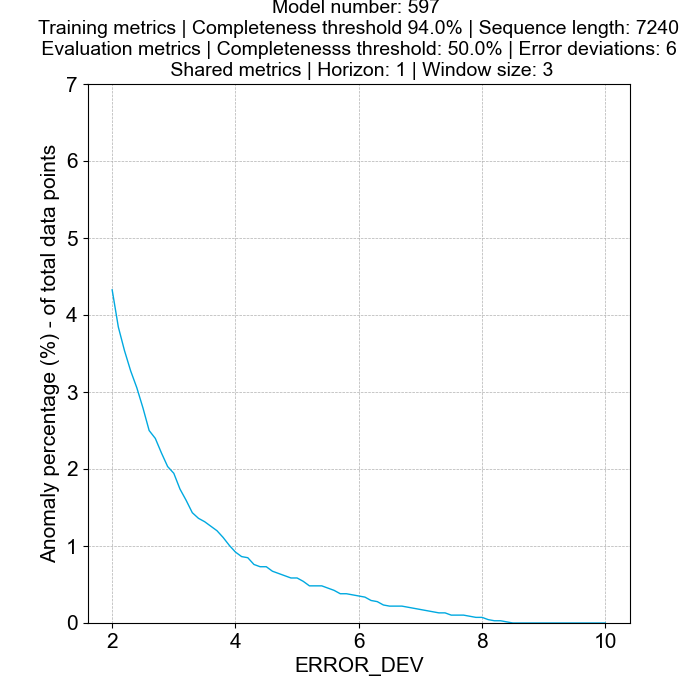 Model number: 597
Training metrics | Completeness threshold 94.0% | Sequence length: 7240
Evaluation metrics | Completenesss threshold: 50.0% | Error deviations: 6
Shared metrics | Horizon: 1 | Window size: 3
7
6
5
4
3
2
1
0
Anomaly percentage (%) - of total data points
2 4 6 8 10
ERROR_DEV